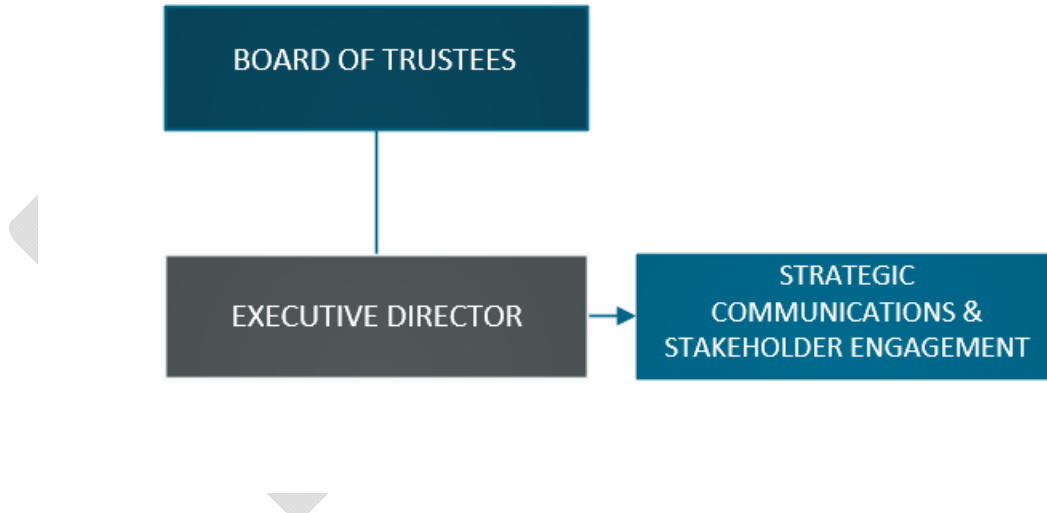 BOARD OF TRUSTEES
EXECUTIVE DIRECTOR
STRATEGIC
COMMUNICATIONS &
STAKEHOLDER ENGAGEMENT